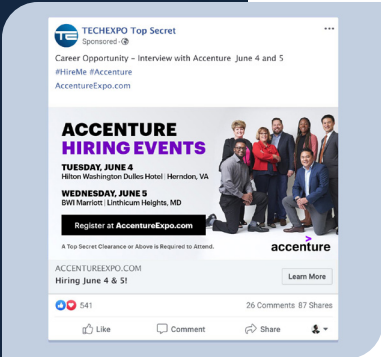 TE
TECHEXPO Top Secret
Sponsored ·
Career Opportunity – Interview with Accenture June 4 and 5
#HireMe #Accenture
AccentureExpo.com
ACCENTURE
HIRING EVENTS
TUESDAY, JUNE 4
Hilton Washington Dulles Hotel | Herndon, VA
WEDNESDAY, JUNE 5
BWI Marriott | Linthicum Heights, MD
Register at AccentureExpo.com
A Top Secret Clearance or Above is Required to Attend.
accenture
ACCENTUREEXPO.COM
Hiring June 4 & 5!
Learn More
541
26 Comments 87 Shares
Like
Comment
Share